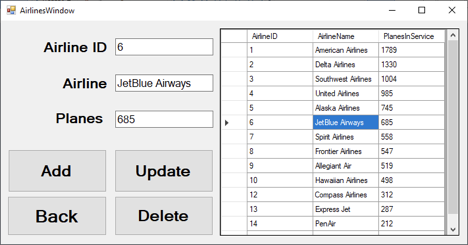 AirlinesWindow
Airline ID 6
Airline JetBlue Airways
Planes 685
Add Update
Back Delete
AirlineID AirlineName PlanesInService
1 American Airlines 1789
2 Delta Airlines 1330
3 Southwest Airlines 1004
4 United Airlines 985
5 Alaska Airlines 745
6 JetBlue Airways 685
7 Spirit Airlines 558
8 Frontier Airlines 547
9 Allegiant Air 519
10 Hawaiian Airlines 498
12 Compass Airlines 312
13 Express Jet 287
14 PenAir 212